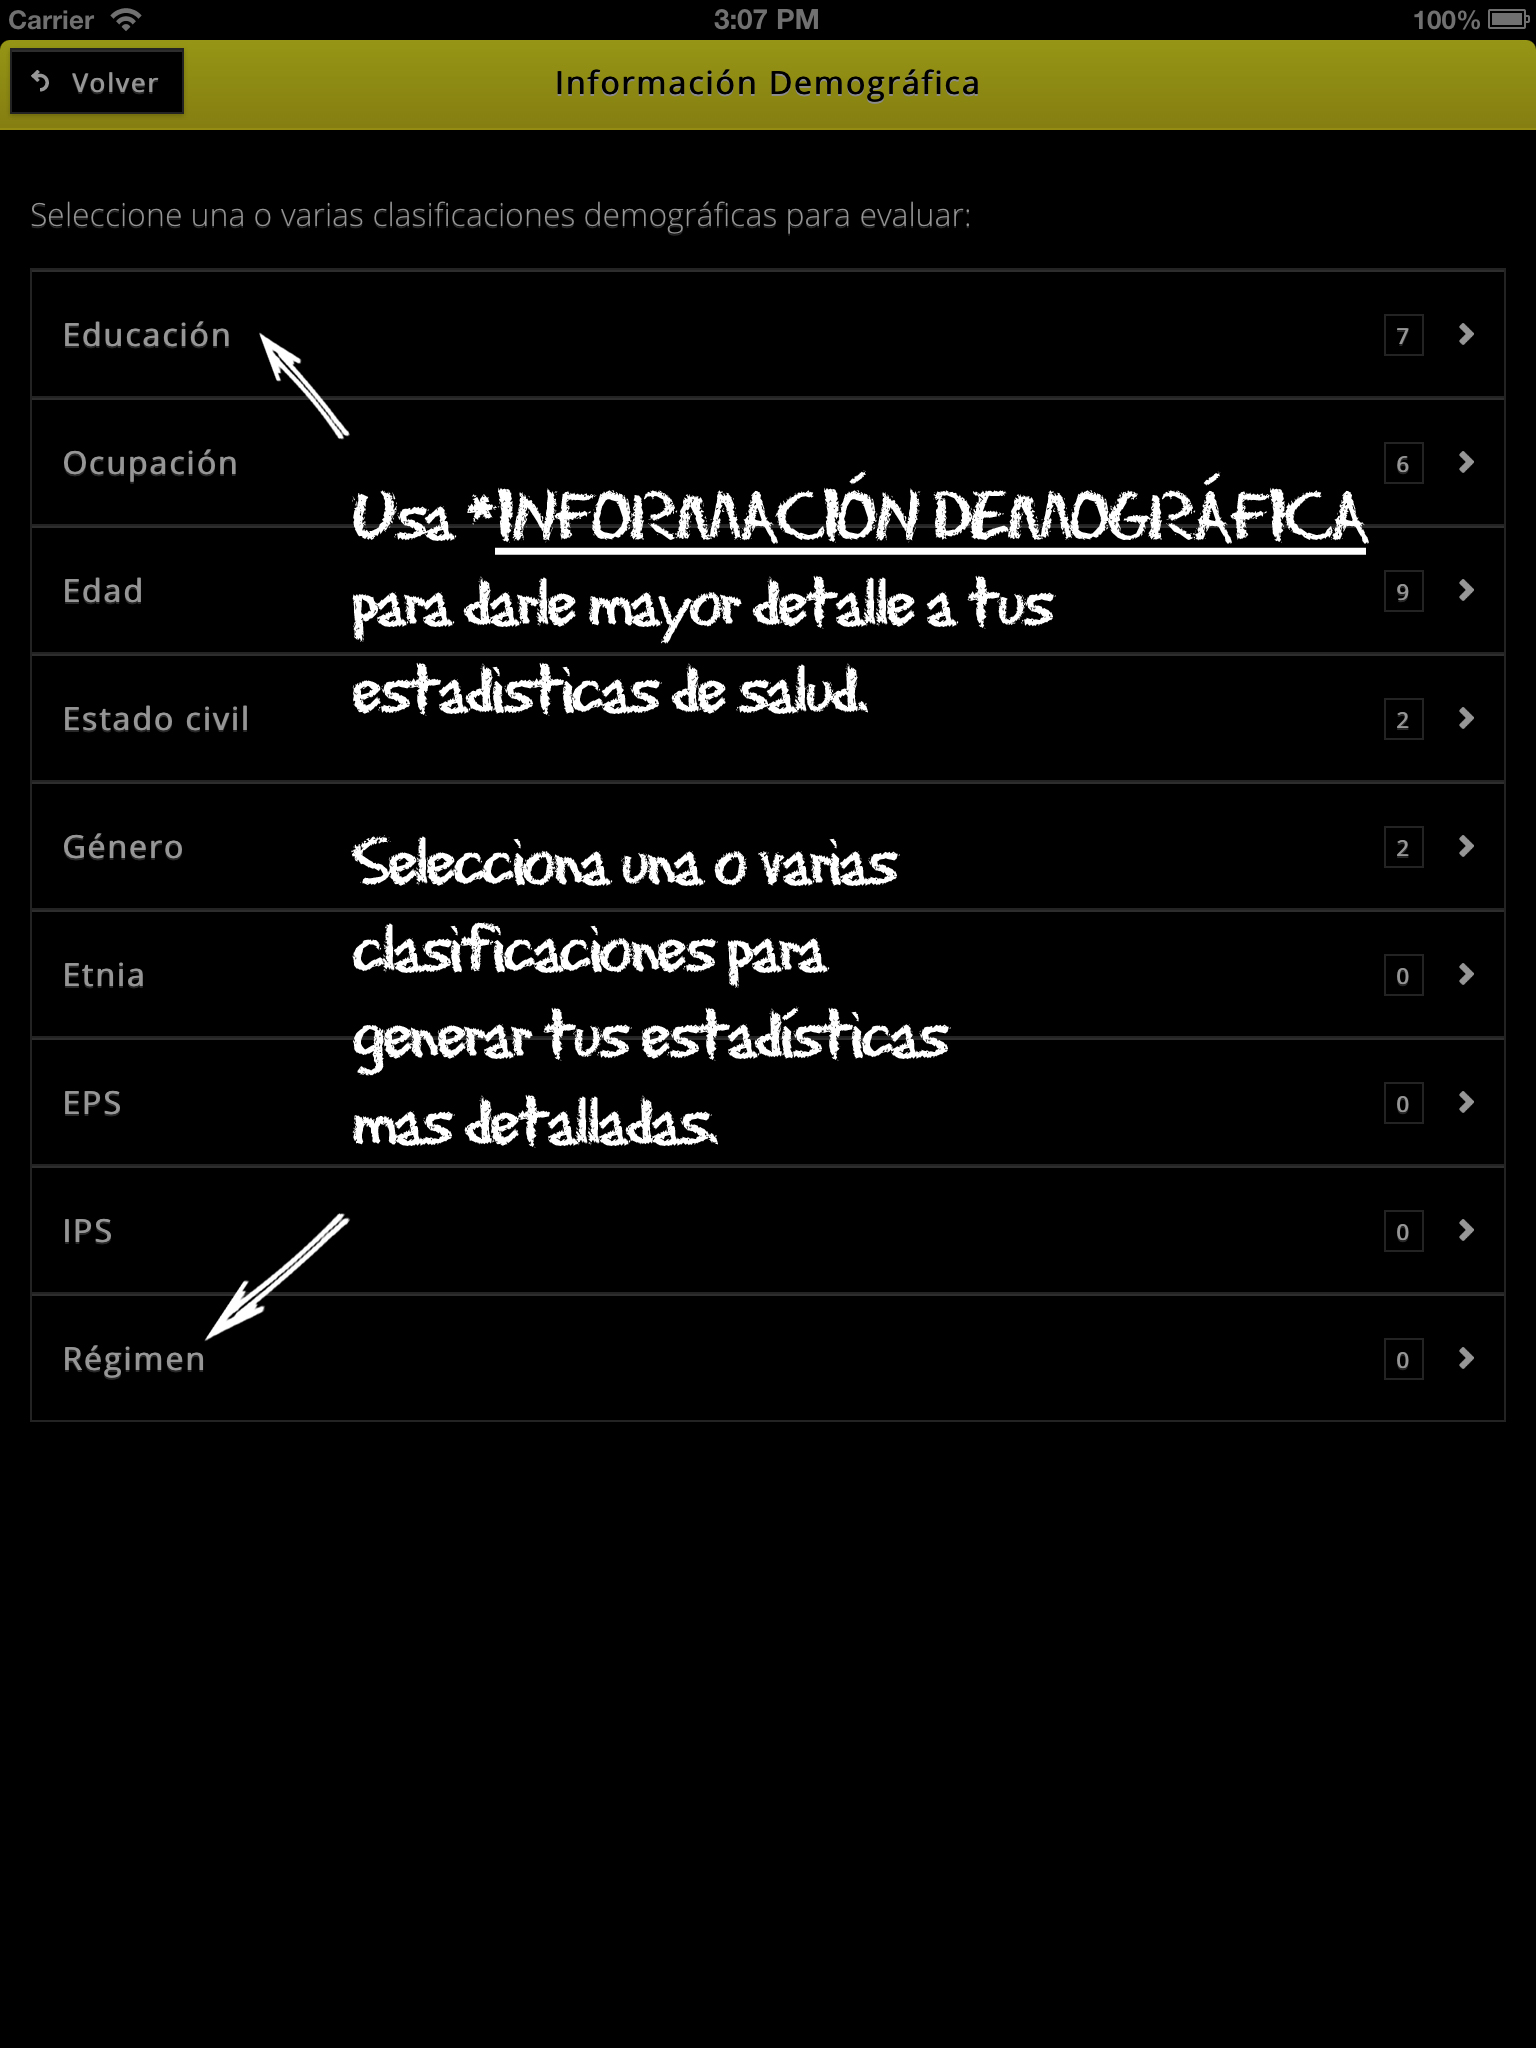 Carrier 3:07 PM 100%
Volver
Información Demográfica
Seleccione una o varias clasificaciones demográficas para evaluar:
Educación 7
Ocupación 6
Usa *INFORMACIÓN DEMOGRÁFICA
Edad 9
para darle mayor detalle a tus
estadisticas de salud.
Estado civil 2
Género 2
Selecciona una o varias
clasificaciones para
Etnia 0
generar tus estadísticas
EPS 0
mas detalladas.
IPS 0
Régimen 0